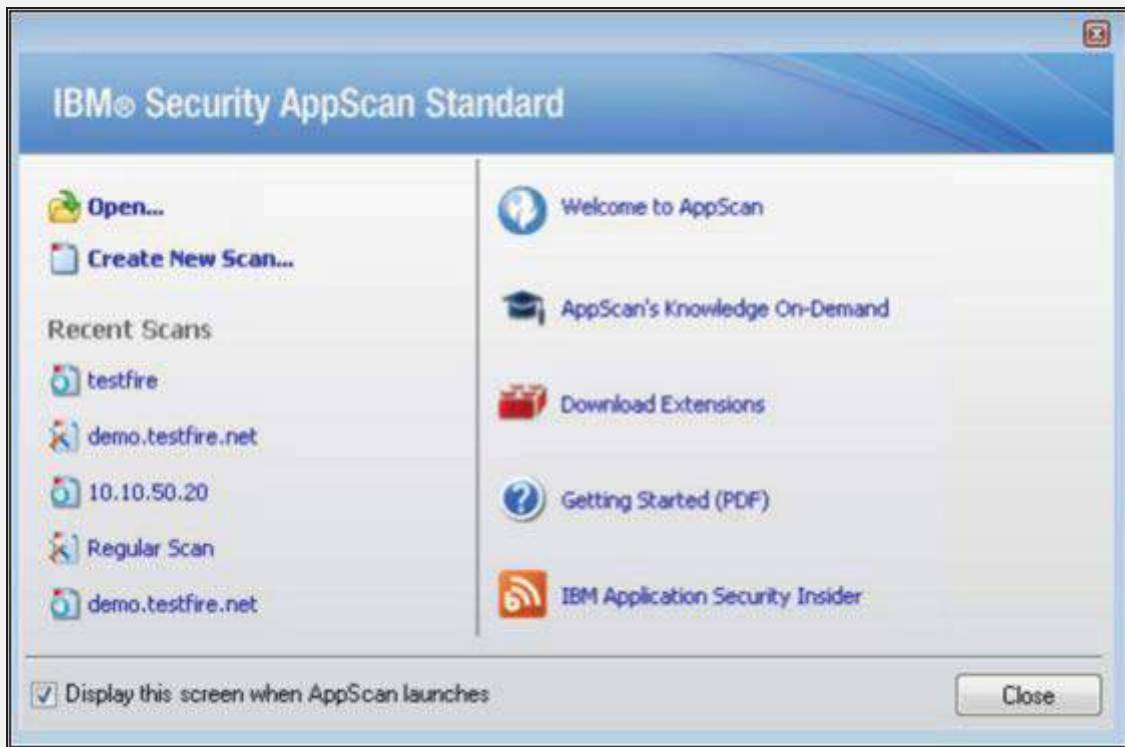 IBM® Security AppScan Standard
Open...
Create New Scan...
Recent Scans
testfire
demo.testfire.net
10.10.50.20
Regular Scan
demo.testfire.net
Welcome to AppScan
AppScan's Knowledge On-Demand
Download Extensions
Getting Started (PDF)
IBM Application Security Insider
Display this screen when AppScan launches
Close